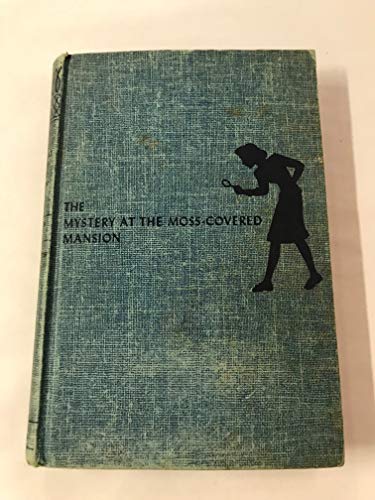 THE
MYSTERY AT THE MOSS-COVERED
MANSION